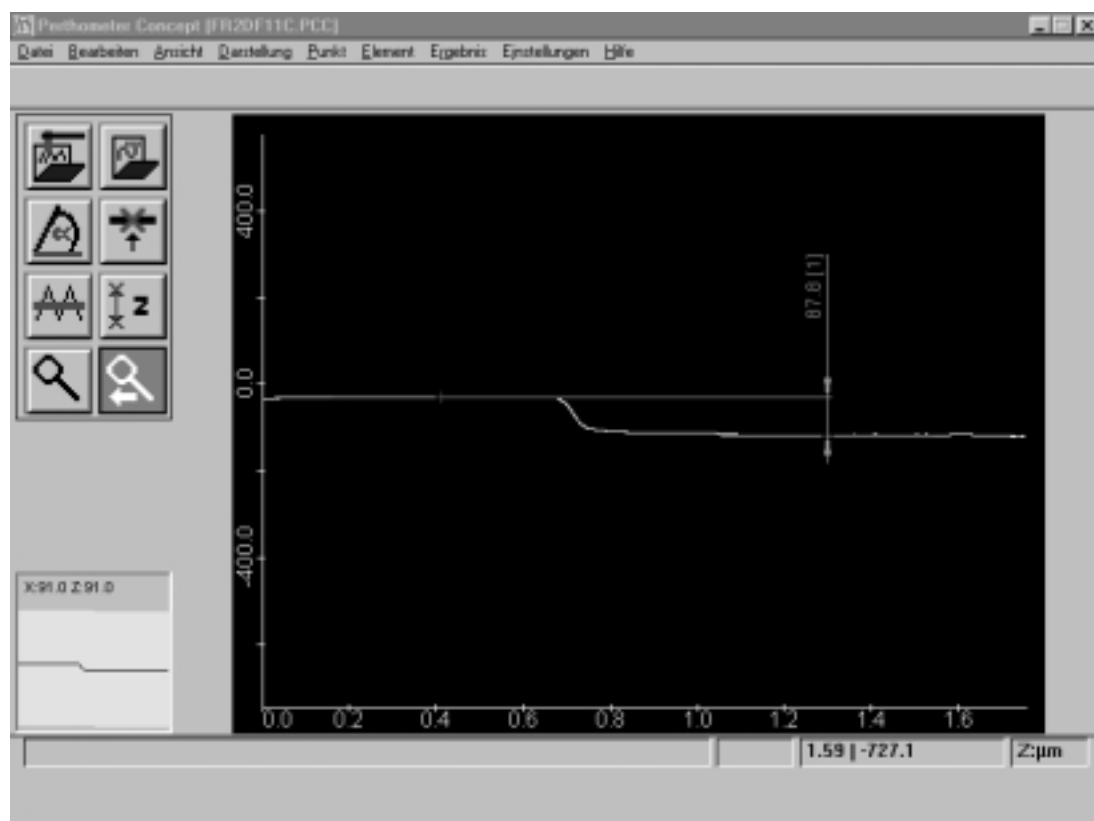 Perthometer Concept [FR2DF11C.PCC]
Datei Bearbeiten Ansicht Darstellung Punkt Element Ergebnis Einstellungen Hilfe
400.0
87.8 [1]
0.0
-400.0
z
X:91.0 Z:91.0
0.0 0.2 0.4 0.6 0.8 1.0 1.2 1.4 1.6
1.59 | -727.1 Z:µm